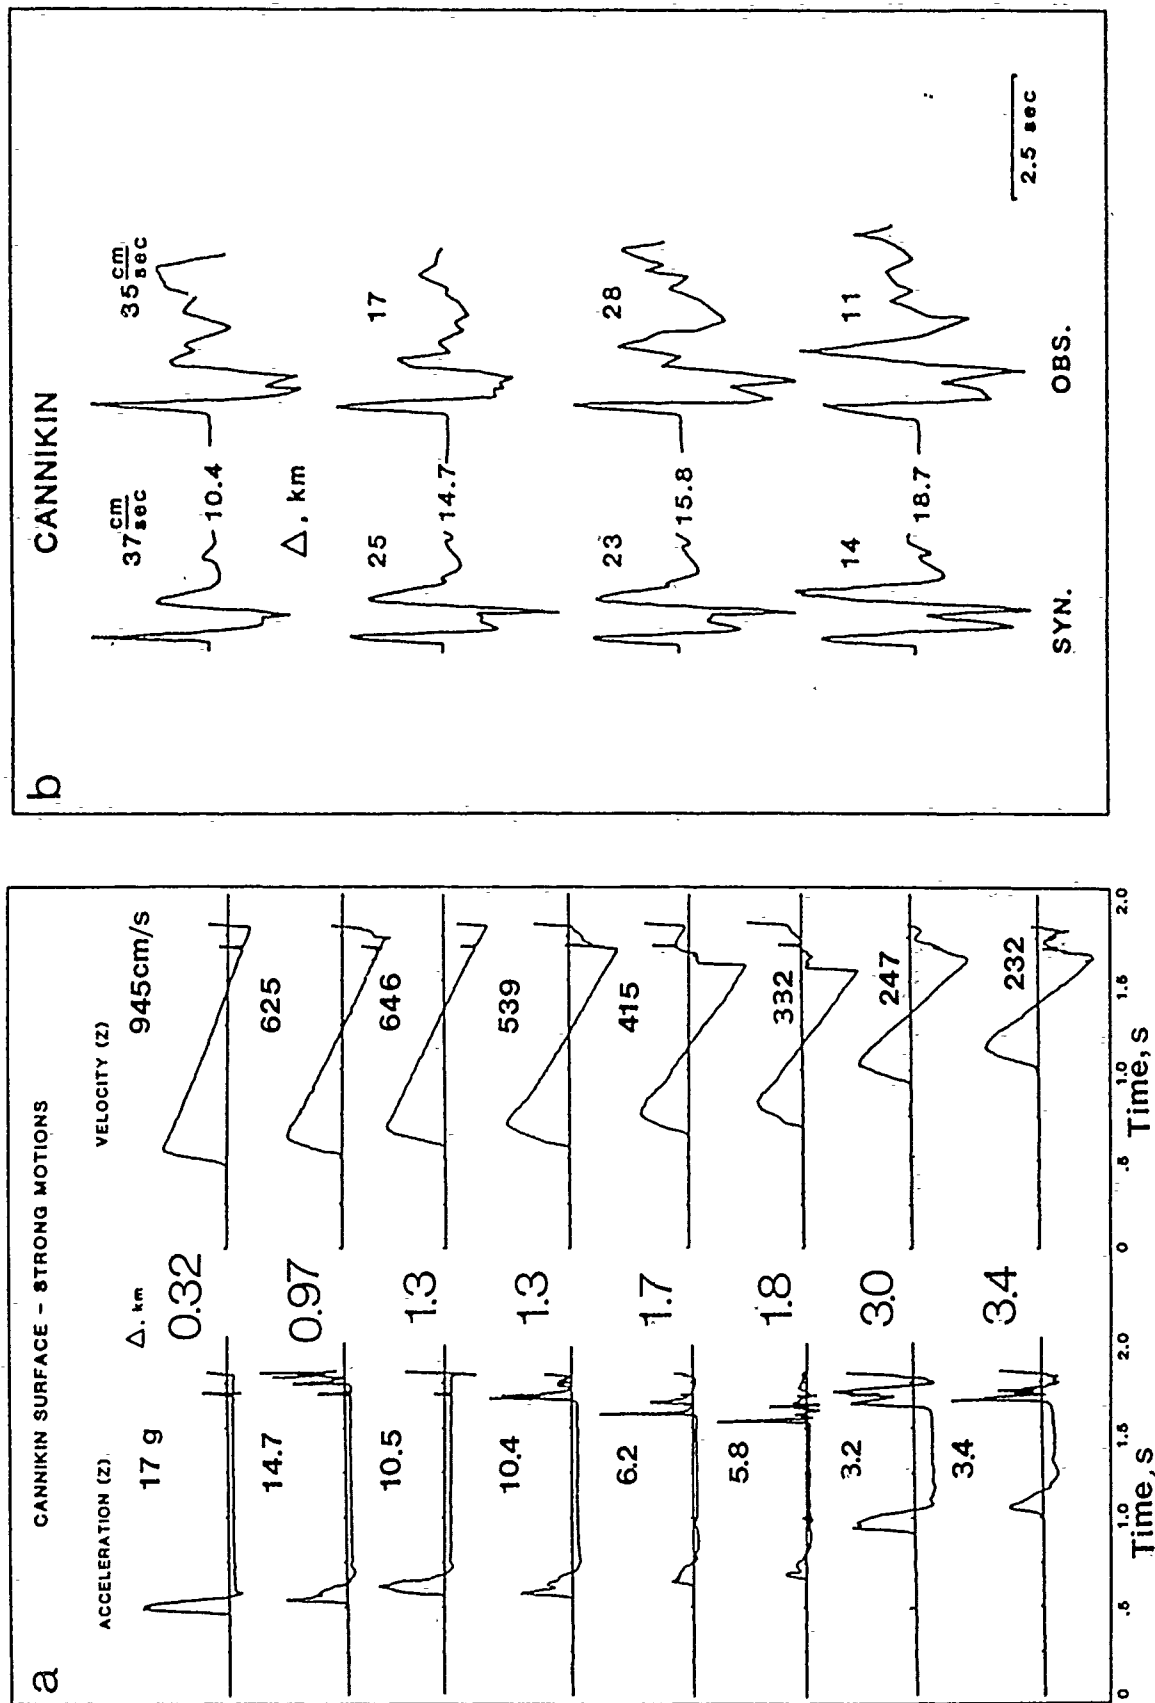 a
CANNIKIN SURFACE - STRONG MOTIONS
ACCELERATION (Z)
Δ, km
VELOCITY (Z)
17 g
0.32
945cm/s
14.7
0.97
625
10.5
1.3
646
10.4
1.3
539
6.2
1.7
415
5.8
1.8
332
3.2
3.0
247
3.4
3.4
232
0 .5 1.0 1.5 2.0
Time,s
0 .5 1.0 1.5 2.0
Time,s
b
CANNIKIN
37 cm/sec
35 cm/sec
10.4
Δ, km
25
17
14.7
23
28
15.8
14
11
18.7
SYN.
OBS.
2.5 sec